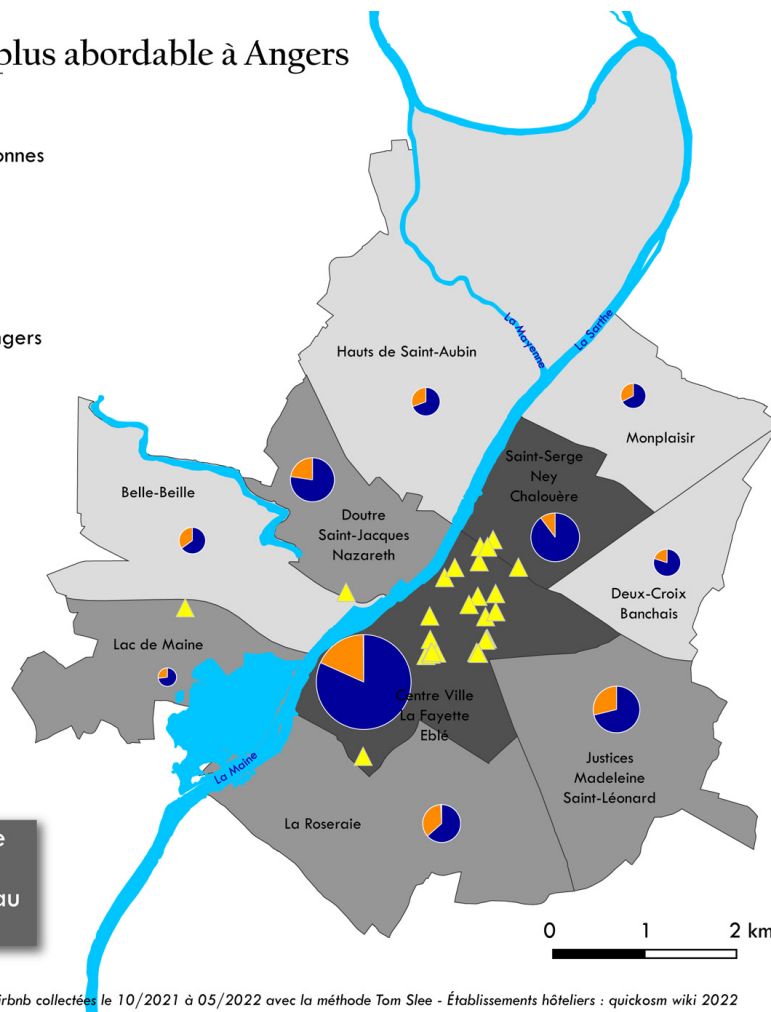 plus abordable à Angers
onnes
ngers
La Mayenne
La Sarthe
Hauts de Saint-Aubin
Monplaisir
Saint-Serge
Ney
Chalouère
Belle-Beille
Doutre
Saint-Jacques
Nazareth
Deux-Croix
Banchais
Lac de Maine
Centre Ville
La Fayette
Eblé
La Maine
Justices
Madeleine
Saint-Léonard
La Roseraie
e
au
0 1 2 km
irbnb collectées le 10/2021 à 05/2022 avec la méthode Tom Slee - Établissements hôteliers : quickosm wiki 2022